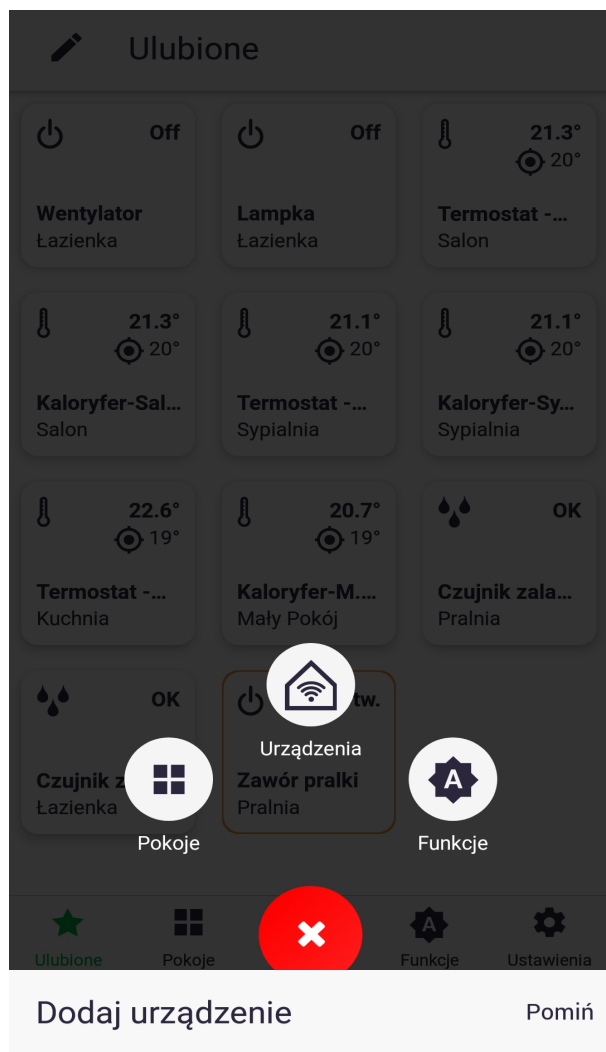 Ulubione
Off
Off
21.3°
20°
Wentylator
Lampka
Termostat -...
Łazienka
Łazienka
Salon
21.3°
21.1°
21.1°
20°
20°
20°
Kaloryfer-Sal...
Termostat -...
Kaloryfer-Sy...
Salon
Sypialnia
Sypialnia
22.6°
20.7°
OK
19°
19°
Termostat -...
Kaloryfer-M....
Czujnik zala...
Kuchnia
Mały Pokój
Pralnia
OK
tw.
Urządzenia
Czujnik z
Zawór pralki
A
Łazienka
Pralnia
Pokoje
Funkcje
A
Ulubione
Pokoje
Funkcje
Ustawienia
Dodaj urządzenie
Pomiń